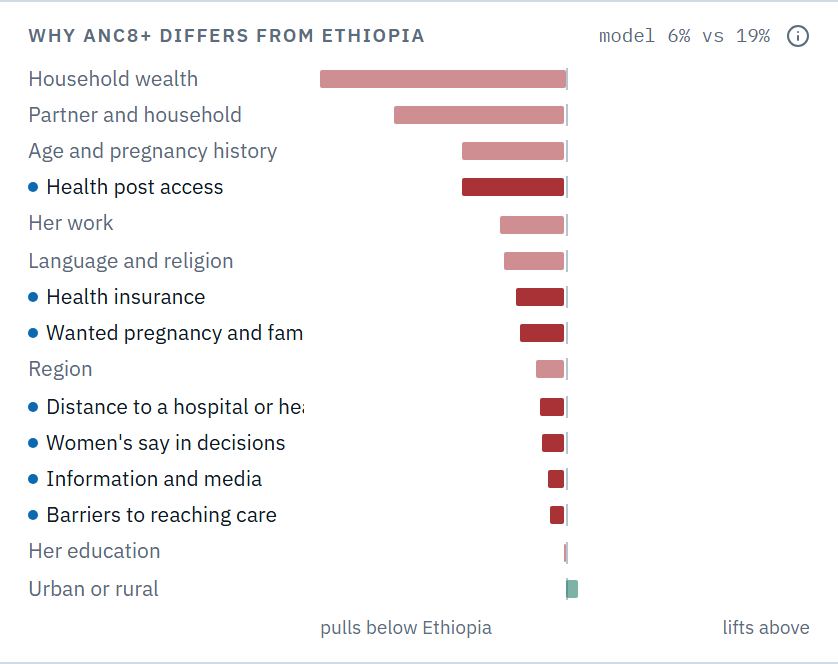 WHY ANC8+ DIFFERS FROM ETHIOPIA model 6% vs 19%
Household wealth
Partner and household
Age and pregnancy history
Health post access
Her work
Language and religion
Health insurance
Wanted pregnancy and fam
Region
Distance to a hospital or hea
Women's say in decisions
Information and media
Barriers to reaching care
Her education
Urban or rural
pulls below Ethiopia lifts above